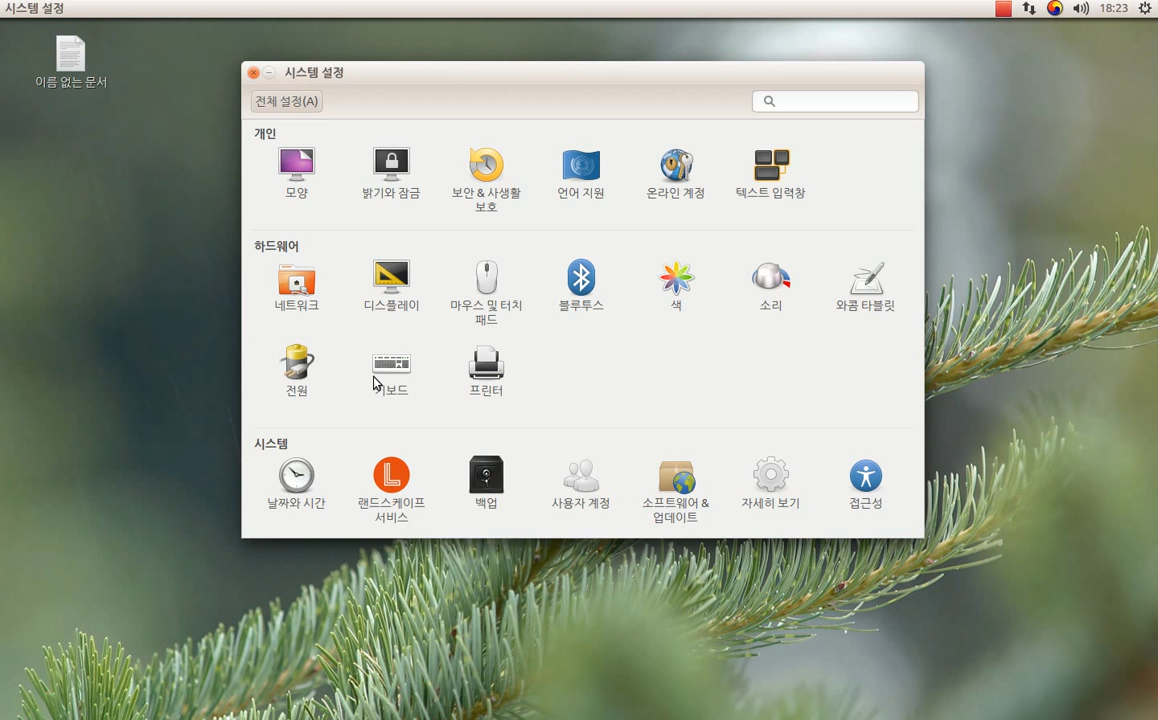 시스템 설정
18:23
이름 없는 문서
시스템 설정
전체 설정(A)
개인
모양
밝기와 잠금
보안 & 사생활
보호
언어 지원
온라인 계정
텍스트 입력창
하드웨어
네트워크
디스플레이
마우스 및 터치
패드
블루투스
색
소리
와콤 타블릿
전원
키보드
프린터
시스템
날짜와 시간
랜드스케이프
서비스
백업
사용자 계정
소프트웨어 &
업데이트
자세히 보기
접근성